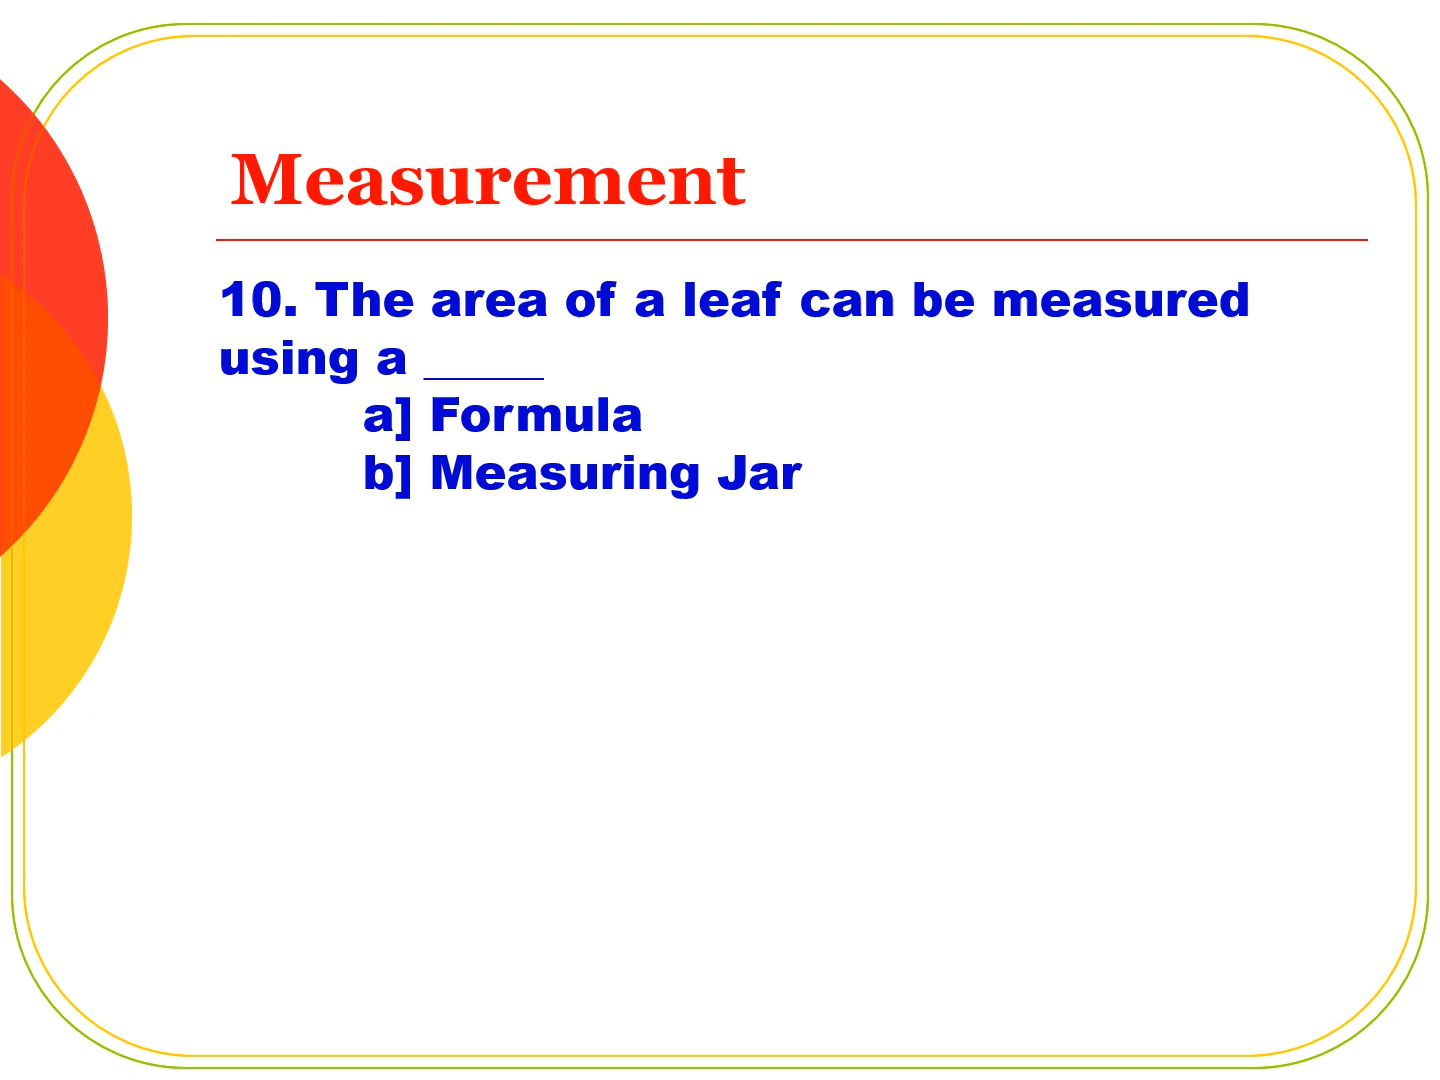 Measurement
10. The area of a leaf can be measured
using a _____
a] Formula
b] Measuring Jar